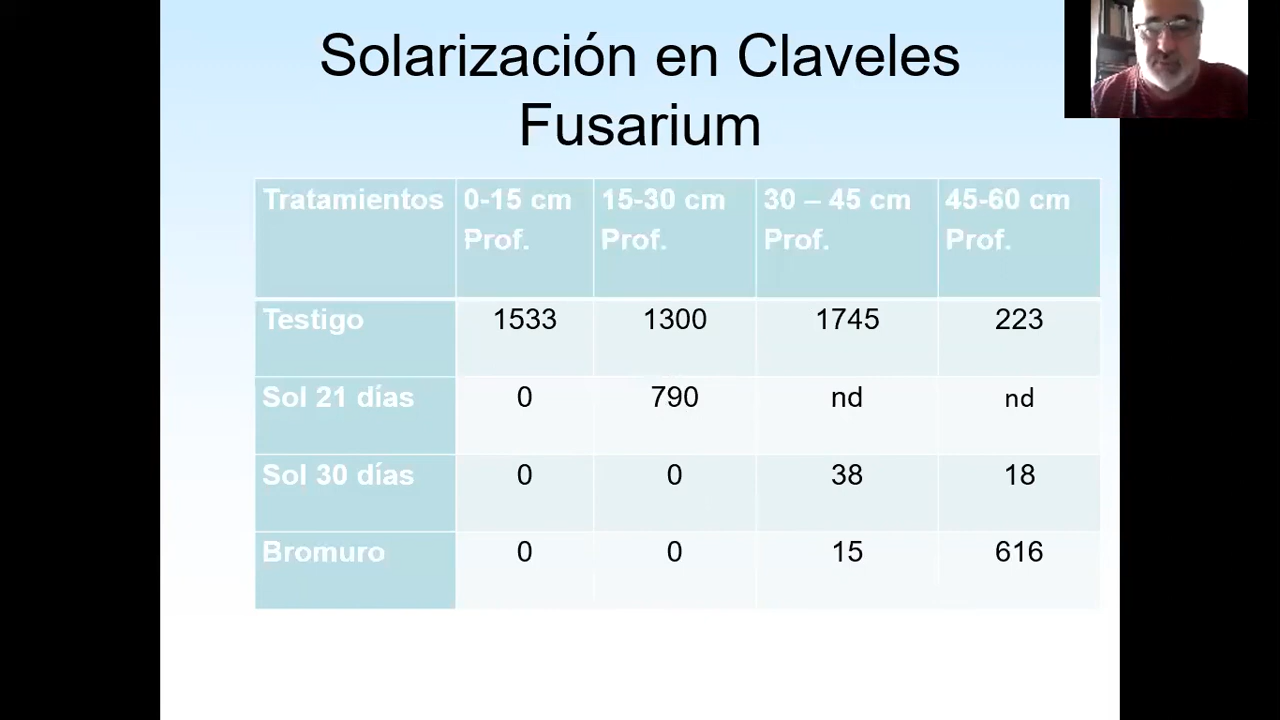 Solarización en Claveles
Fusarium
Tratamientos 0-15 cm Prof. 15-30 cm Prof. 30 – 45 cm Prof. 45-60 cm Prof.
Testigo 1533 1300 1745 223
Sol 21 días 0 790 nd nd
Sol 30 días 0 0 38 18
Bromuro 0 0 15 616